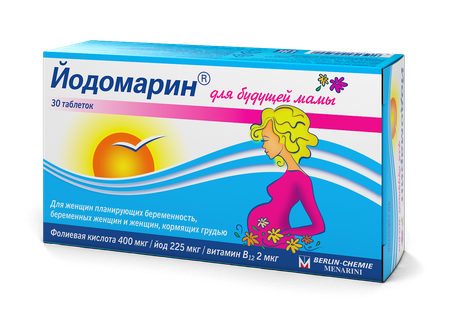 Йодомарин®
для будущей мамы
30 таблеток
Для женщин планирующих беременность,
беременных женщин и женщин, кормящих грудью
Фолиевая кислота 400 мкг / йод 225 мкг / витамин B12 2 мкг
BERLIN-CHEMIE
MENARINI